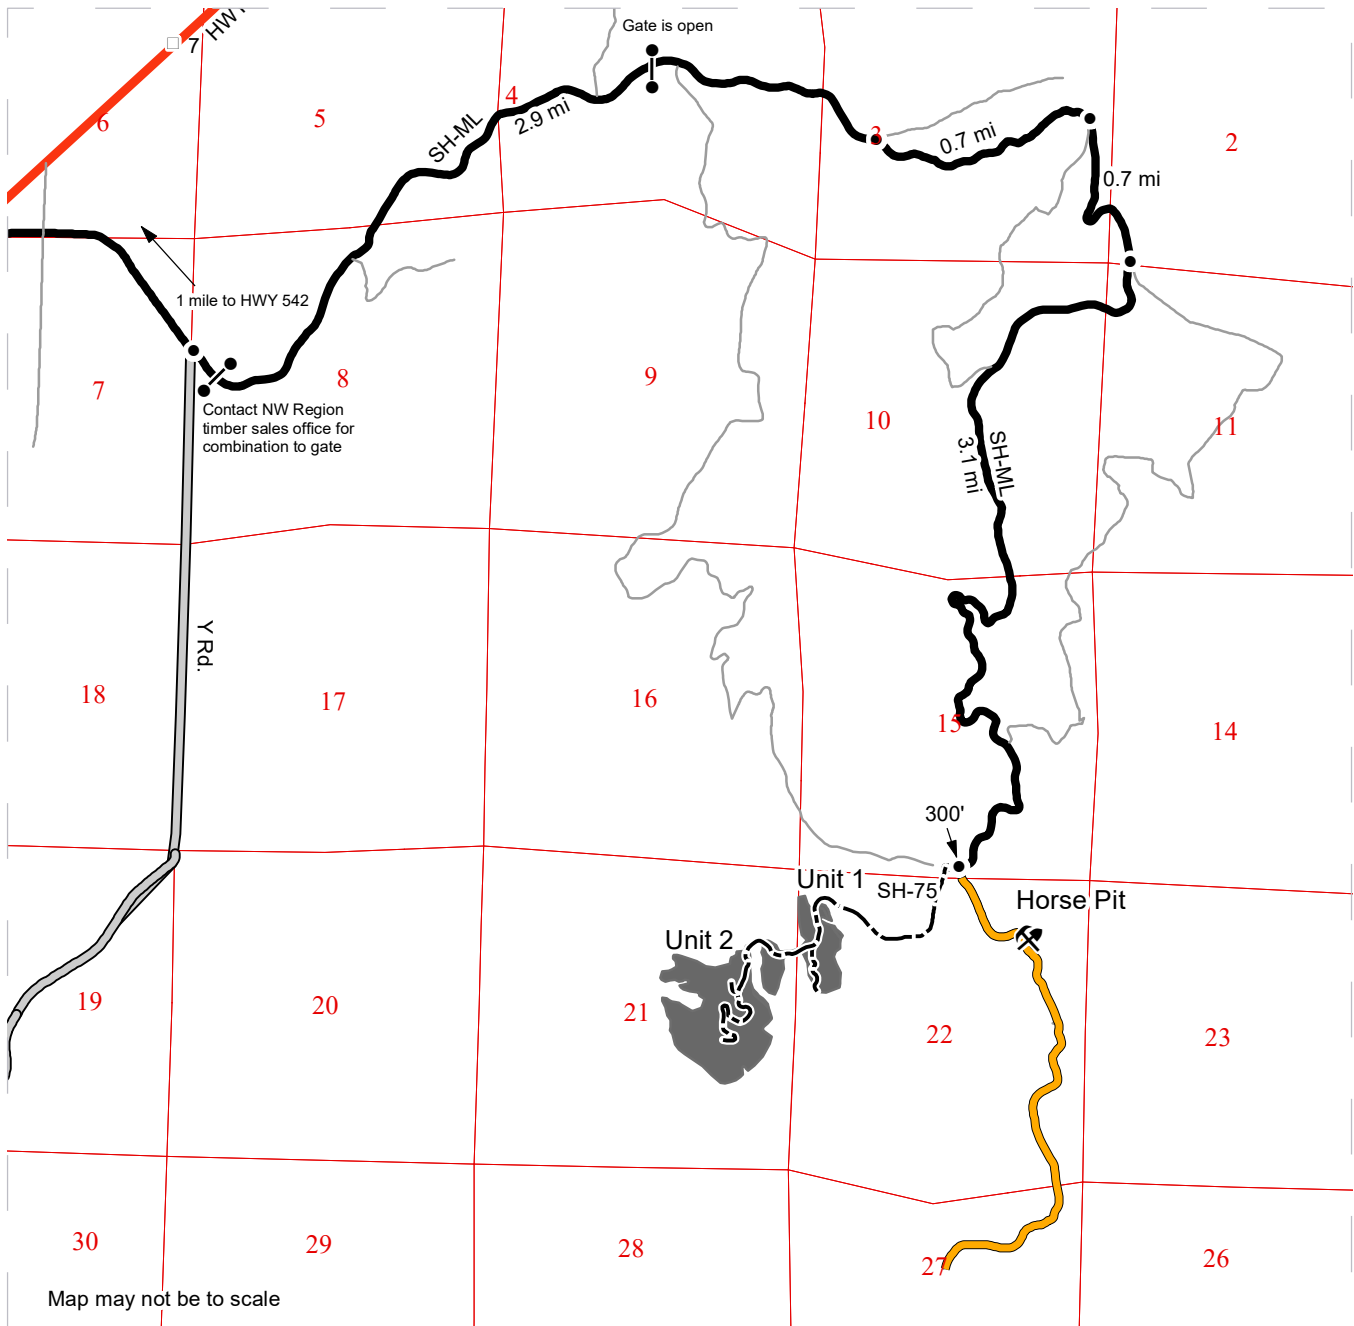 Gate is open
7
HWY
4
6
5
SH-ML
2.9 mi
3
0.7 mi
2
0.7 mi
1 mile to HWY 542
7
8
9
10
11
Contact NW Region
timber sales office for
combination to gate
SH-ML
3.1 mi
Y Rd.
18
17
16
15
14
300'
Unit 1
SH-75
Horse Pit
Unit 2
19
20
21
22
23
30
29
28
27
26
Map may not be to scale